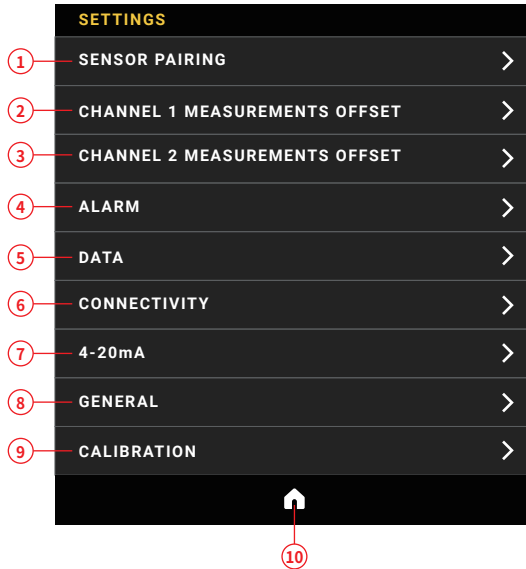 SETTINGS
1 SENSOR PAIRING
2 CHANNEL 1 MEASUREMENTS OFFSET
3 CHANNEL 2 MEASUREMENTS OFFSET
4 ALARM
5 DATA
6 CONNECTIVITY
7 4-20mA
8 GENERAL
9 CALIBRATION
10